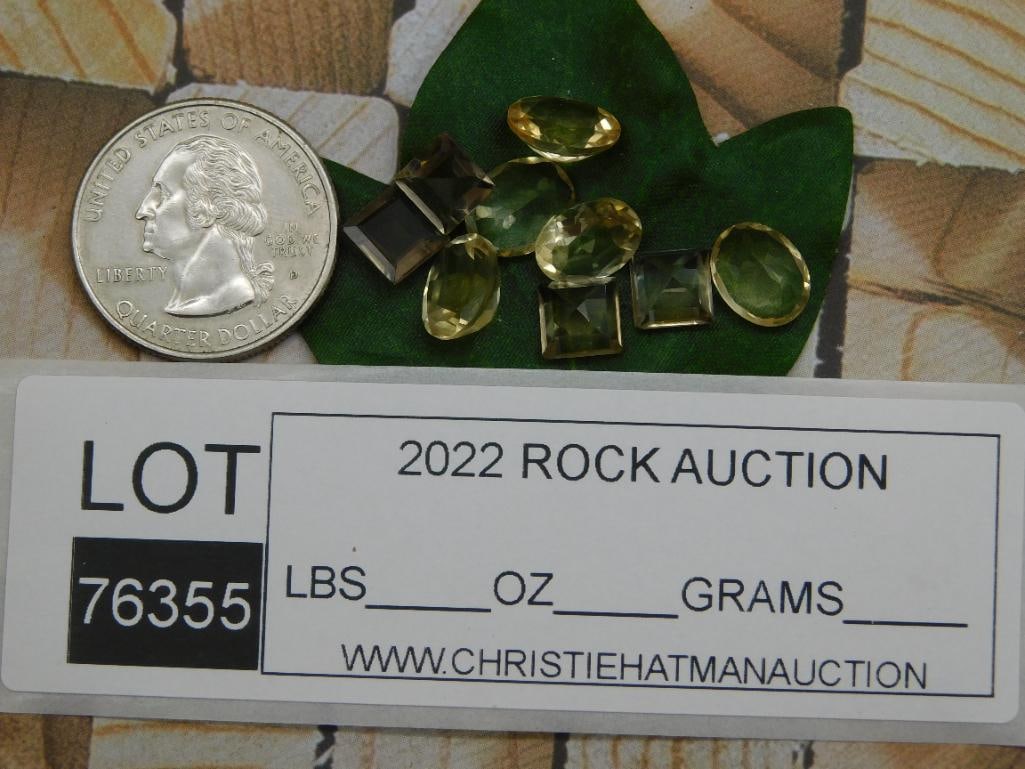 UNITED STATES OF AMERICA
LIBERTY
IN
GOD WE
TRUST
P
QUARTER DOLLAR
LOT
76355
2022 ROCK AUCTION
LBS_____OZ_____GRAMS_____
WWW.CHRISTIEHATMANAUCTION